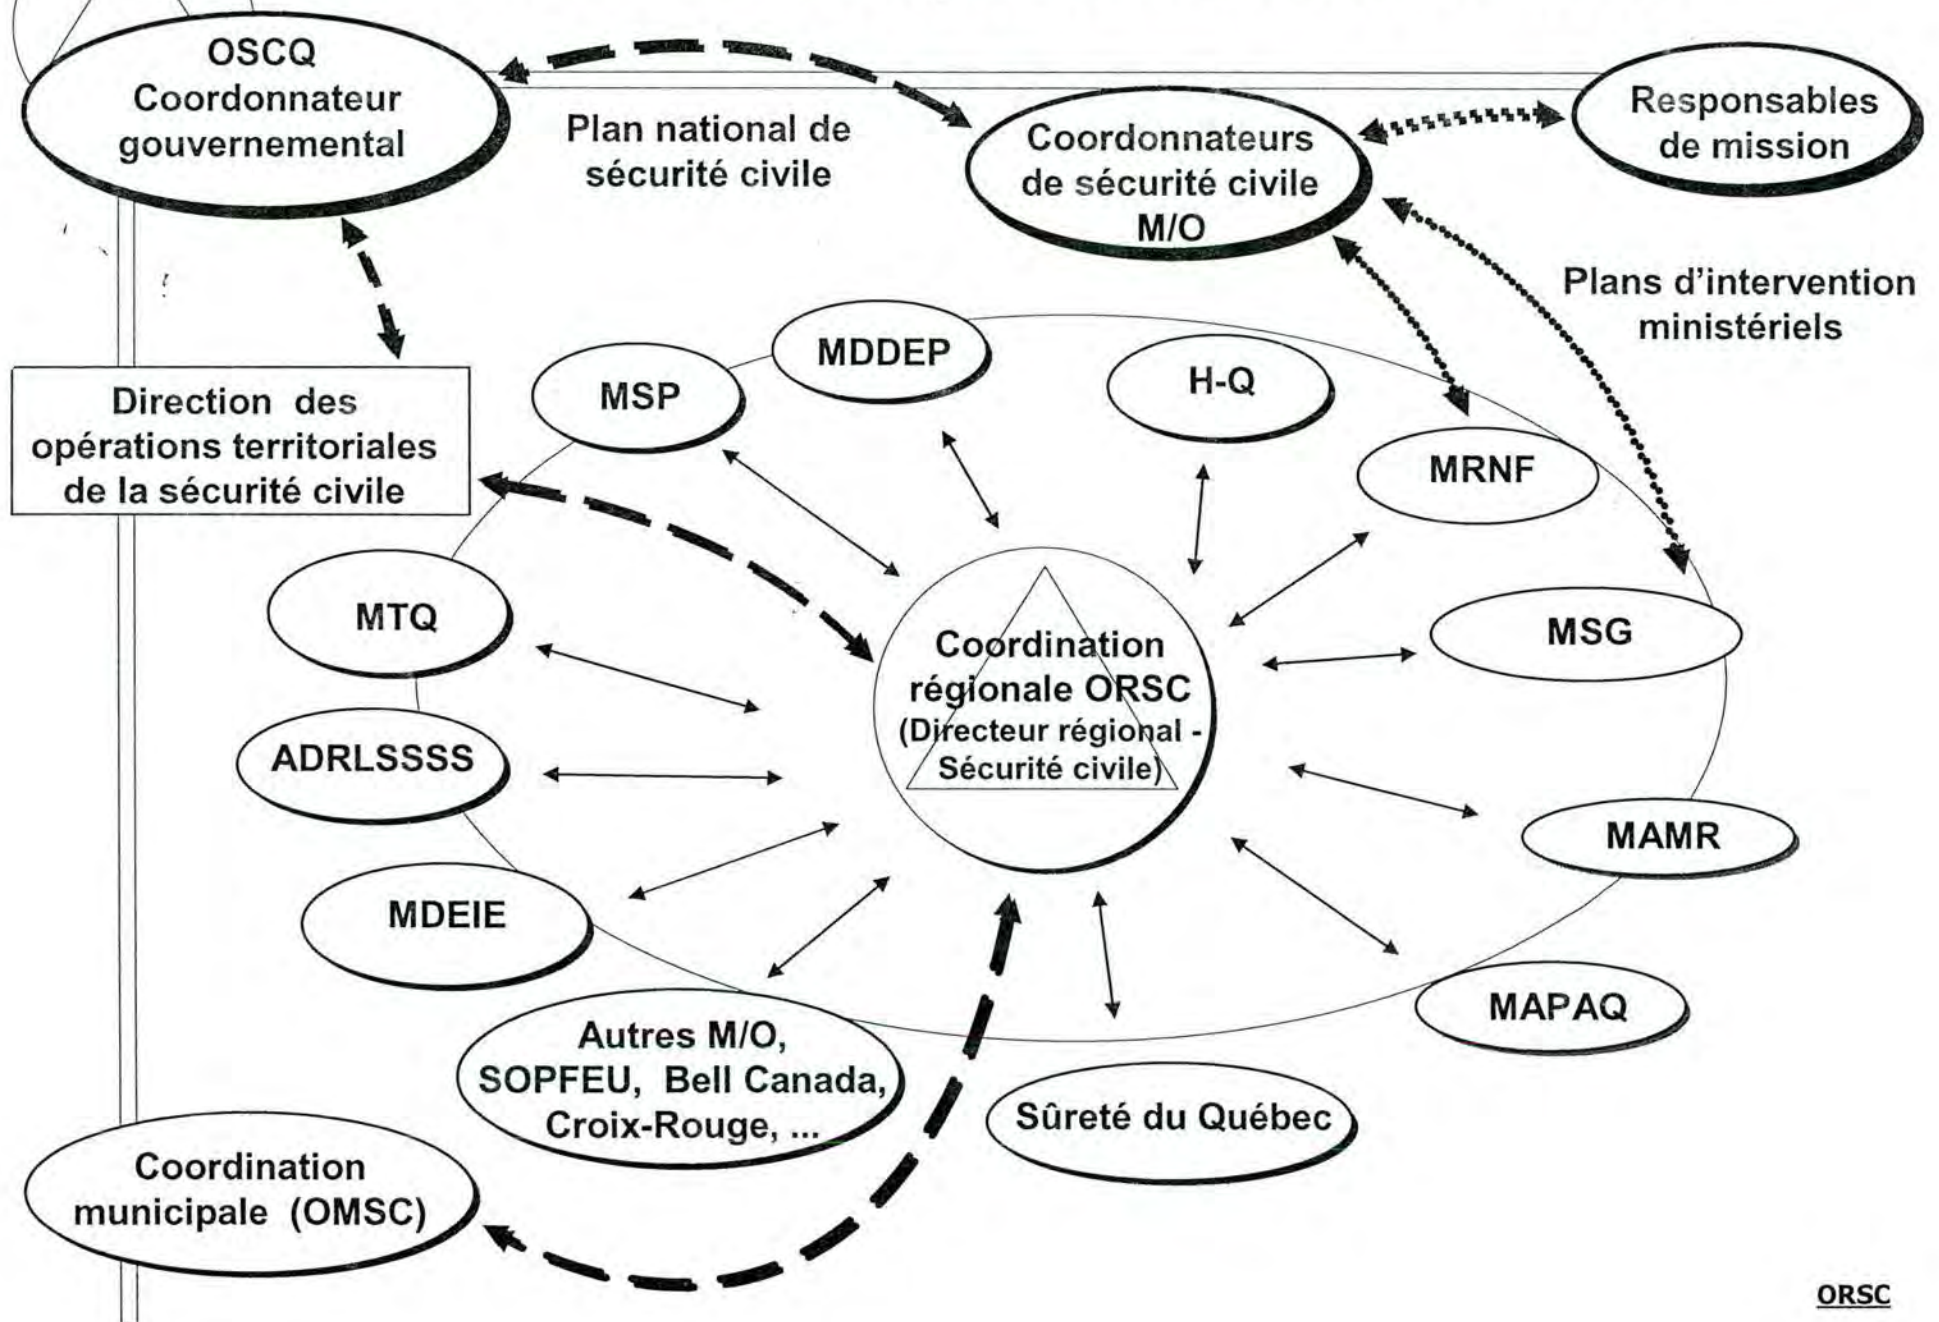 OSCQ
Coordonnateur
gouvernemental
Plan national de
sécurité civile
Coordonnateurs
de sécurité civile
M/O
Responsables
de mission
Plans d'intervention
ministériels
Direction des
opérations territoriales
de la sécurité civile
MSP
MDDEP
H-Q
MRNF
MTQ
MSG
Coordination
régionale ORSC
(Directeur régional -
Sécurité civile)
ADRLSSSS
MAMR
MDEIE
MAPAQ
Autres M/O,
SOPFEU, Bell Canada,
Croix-Rouge, ...
Sûreté du Québec
Coordination
municipale (OMSC)
ORSC